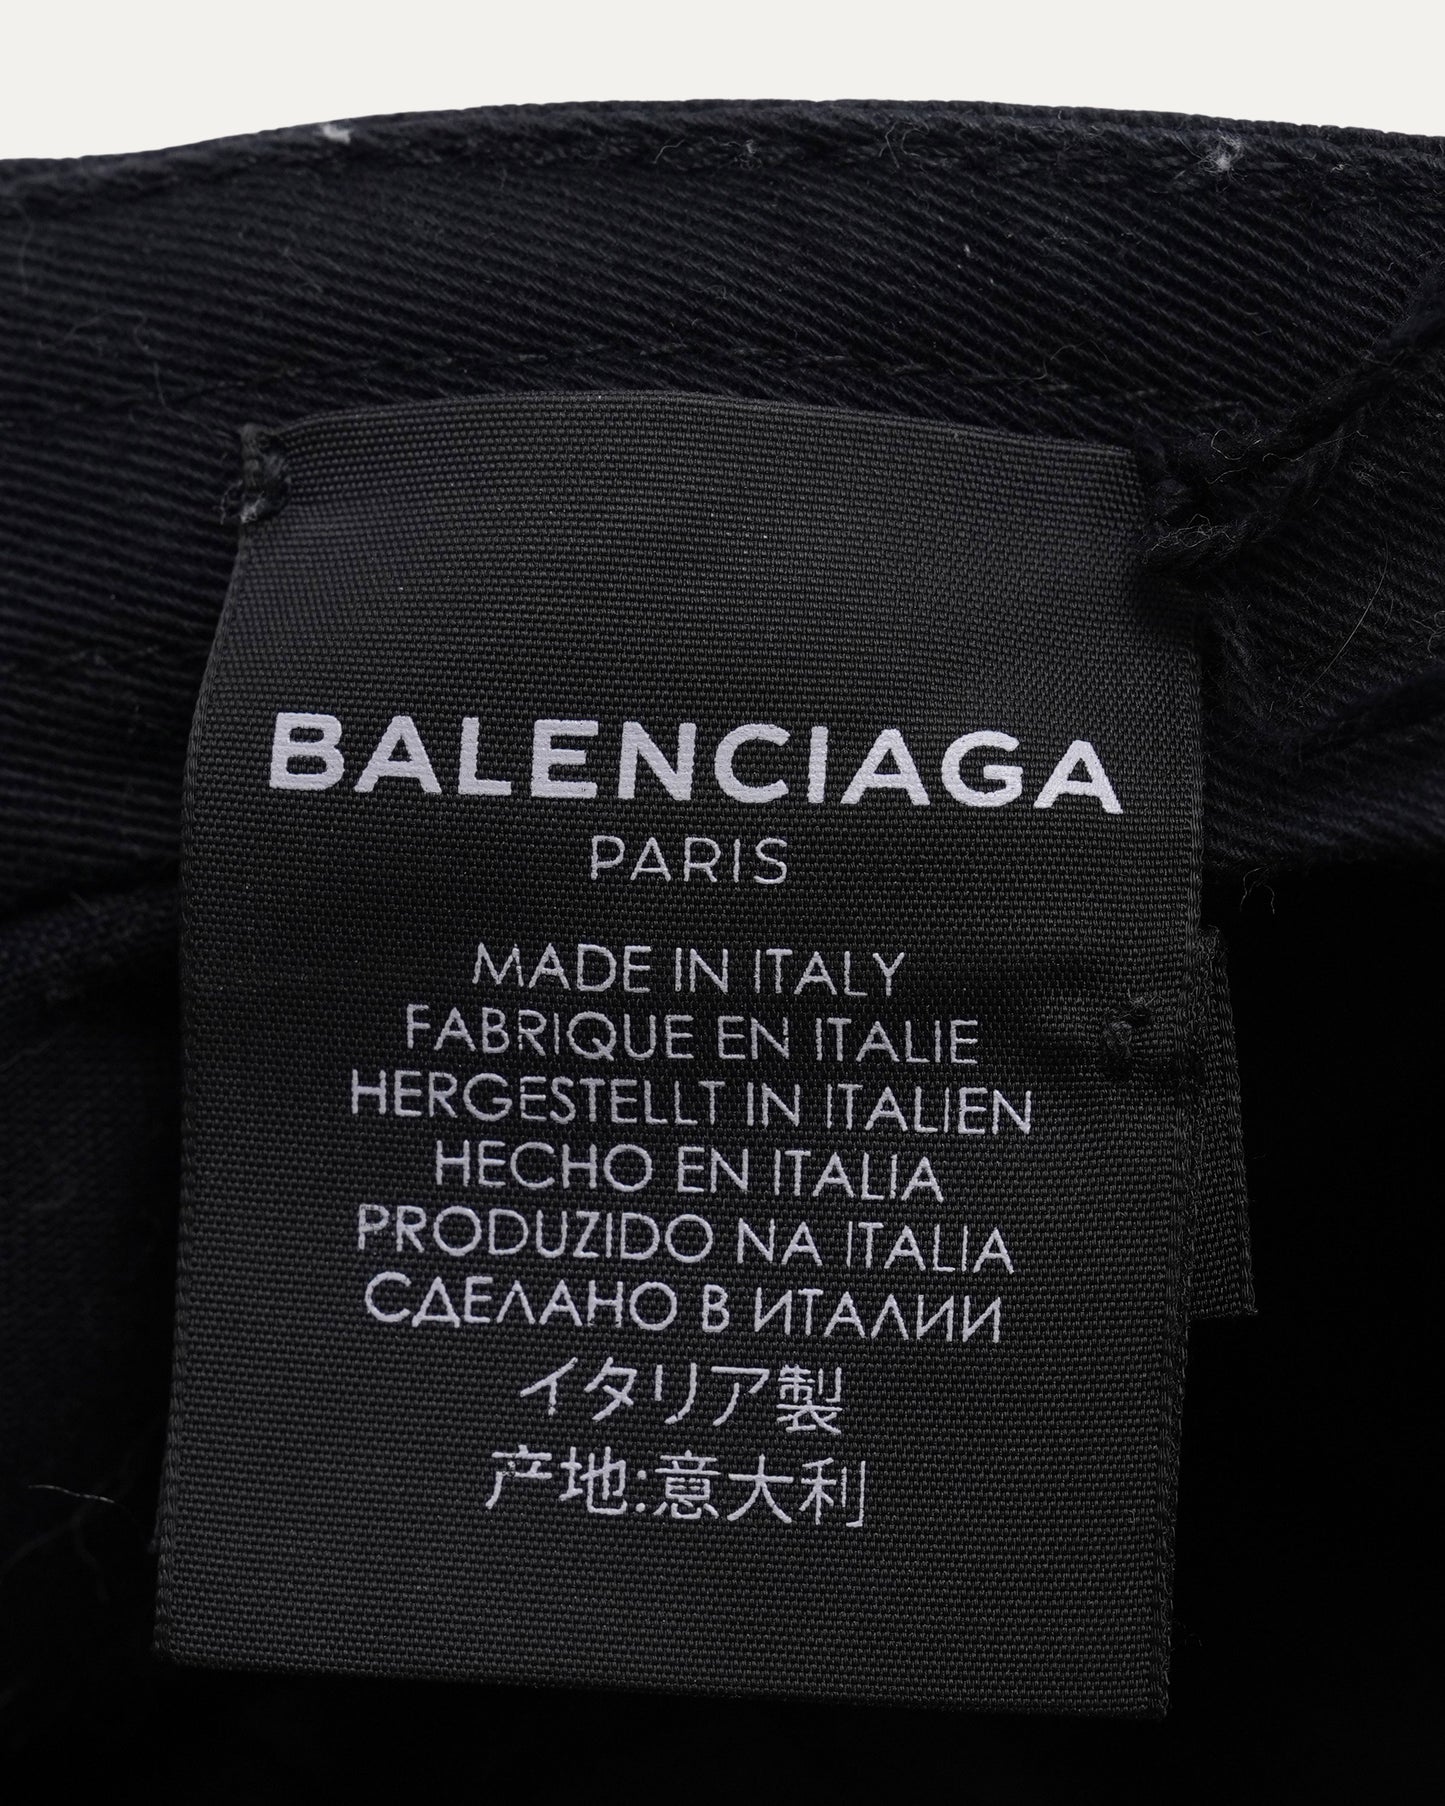 BALENCIAGA
PARIS
MADE IN ITALY
FABRIQUE EN ITALIE
HERGESTELLT IN ITALIEN
HECHO EN ITALIA
PRODUZIDO NA ITALIA
СДЕЛАНО В ИТАЛИИ
イタリア製
产地:意大利